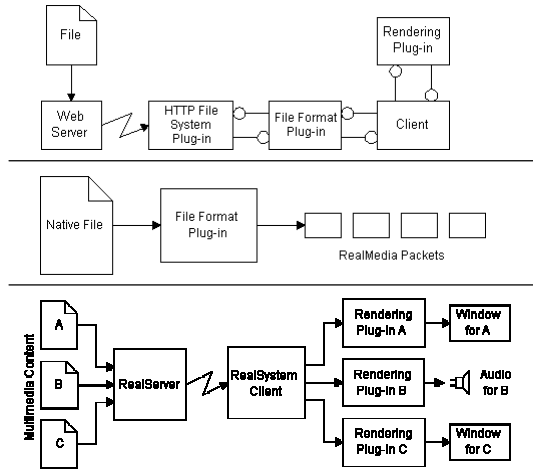 File
Rendering
Plug-in
Web
Server
HTTP File
System
Plug-in
File Format
Plug-in
Client
Native File
File Format
Plug-in
RealMedia Packets
Multimedia Content
A
B
C
RealServer
RealSystem
Client
Rendering
Plug-In A
Window
for A
Rendering
Plug-In B
Audio
for B
Rendering
Plug-In C
Window
for C